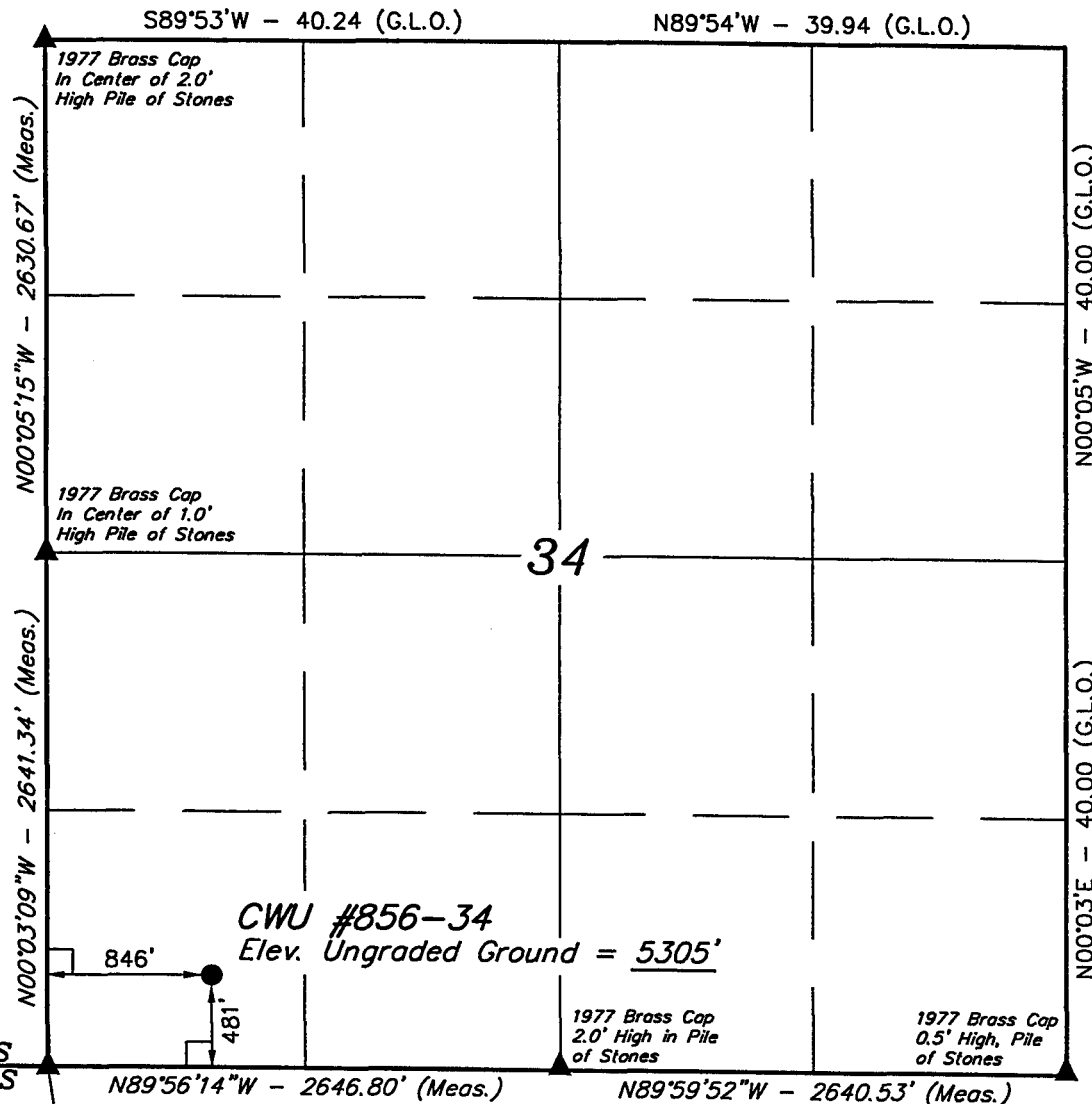 S89°53'W - 40.24 (G.L.O.)
N89°54'W - 39.94 (G.L.O.)
1977 Brass Cap
In Center of 2.0'
High Pile of Stones
N00°05'15"W - 2630.67' (Meas.)
N00°05'W - 40.00 (G.L.O.)
1977 Brass Cap
In Center of 1.0'
High Pile of Stones
34
N00°03'09"W - 2641.34' (Meas.)
N00°03'E - 40.00 (G.L.O.)
CWU #856-34
Elev. Ungraded Ground = 5305'
846'
481'
1977 Brass Cap
2.0' High in Pile
of Stones
1977 Brass Cap
0.5' High, Pile
of Stones
S
S
N89°56'14"W - 2646.80' (Meas.)
N89°59'52"W - 2640.53' (Meas.)